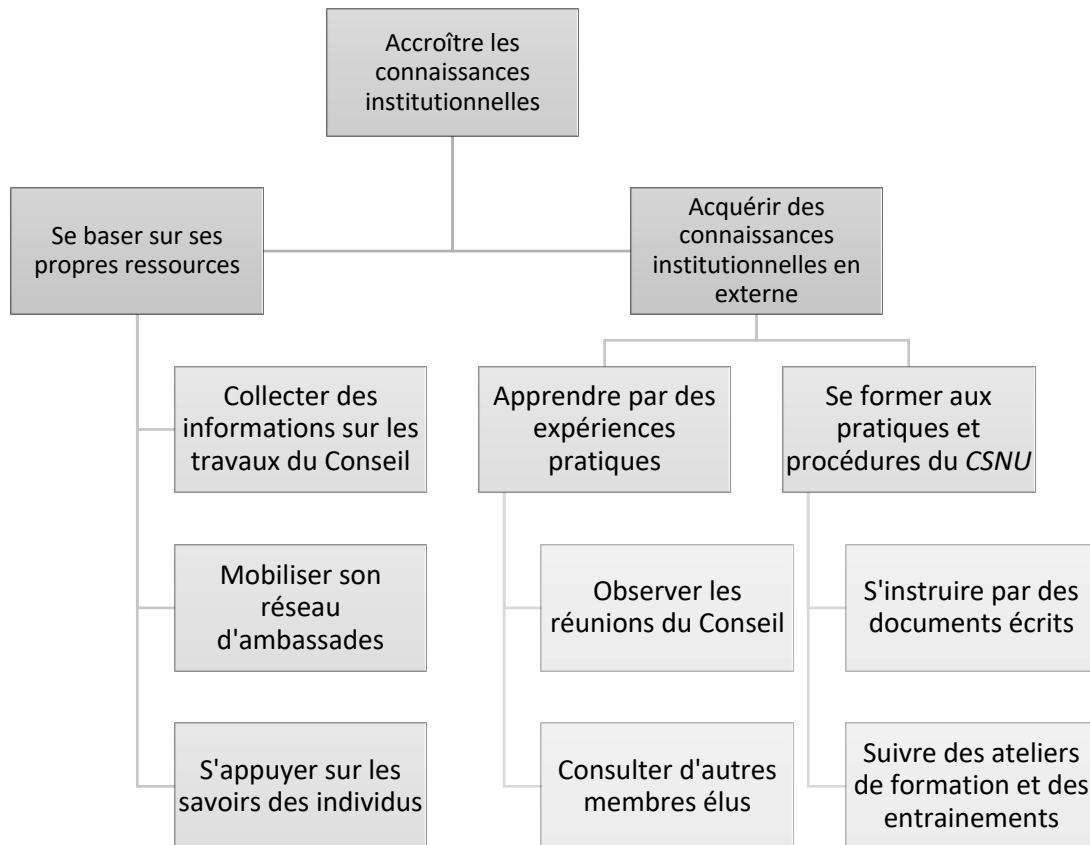 Accroître les
connaissances
institutionnelles
Se baser sur ses
propres ressources
Acquérir des
connaissances
institutionnelles en
externe
Collecter des
informations sur les
travaux du Conseil
Mobiliser son
réseau
d'ambassades
S'appuyer sur les
savoirs des individus
Apprendre par des
expériences
pratiques
Observer les
réunions du Conseil
Consulter d'autres
membres élus
Se former aux
pratiques et
procédures du CSNU
S'instruire par des
documents écrits
Suivre des ateliers
de formation et des
entrainements